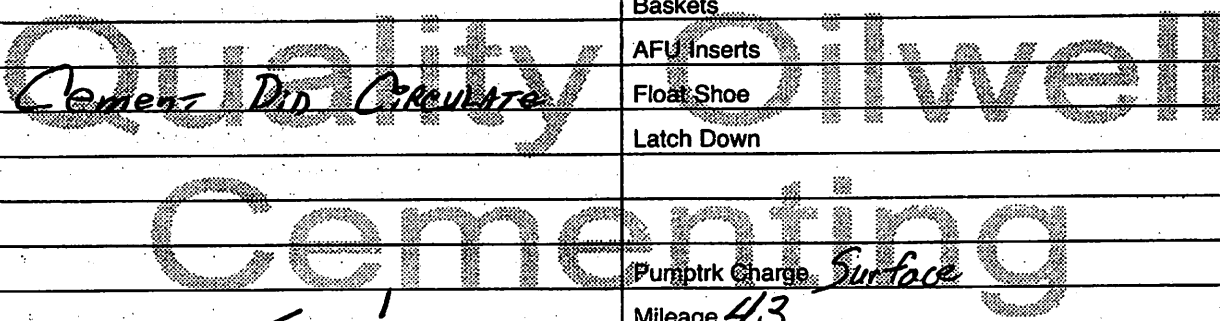 Baskets
Quality Oilwell
AFU Inserts
Cement Did Circulate
Float Shoe
Latch Down
Cementing
Pumptrk Charge Surface
Mileage 43